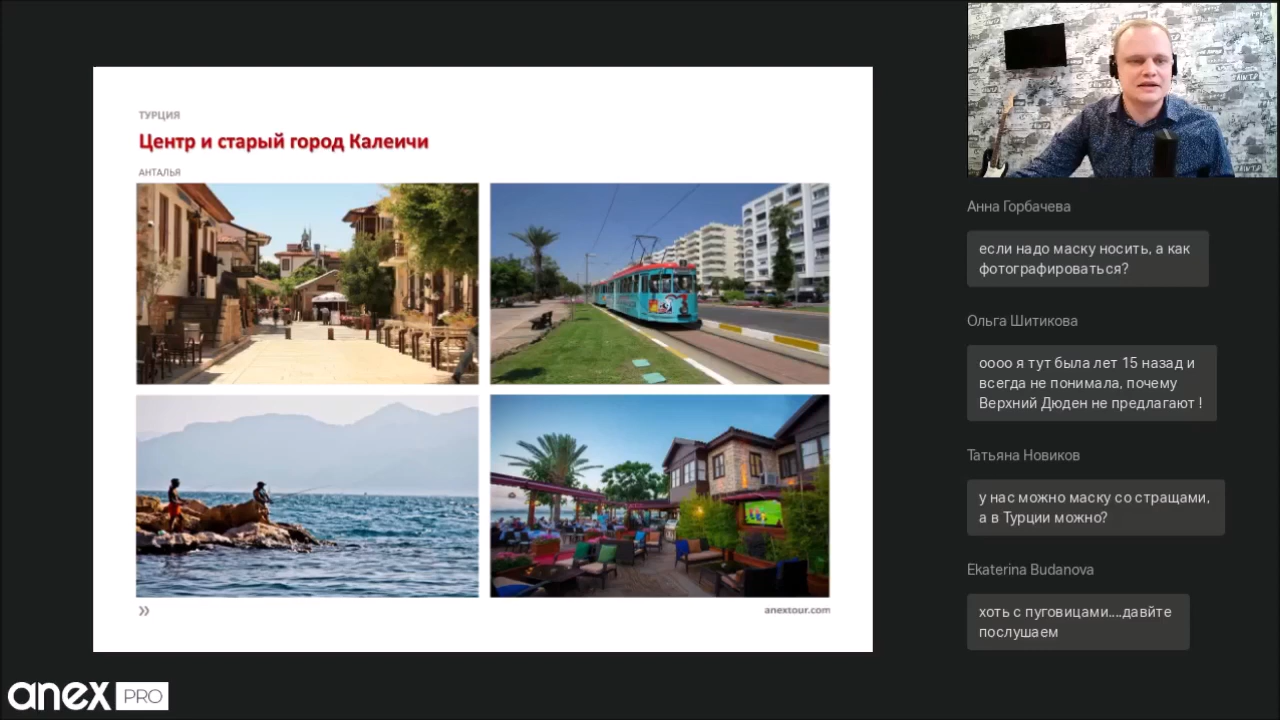 ТУРЦИЯ
Центр и старый город Калеичи
АНТАЛЬЯ
anextour.com
anex PRO
Анна Горбачева
если надо маску носить, а как
фотографироваться?
Ольга Шитикова
оооо я тут была лет 15 назад и
всегда не понимала, почему
Верхний Дюден не предлагают !
Татьяна Новиков
у нас можно маску со стращами,
а в Турции можно?
Ekaterina Budanova
хоть с пуговицами....давйте
послушаем